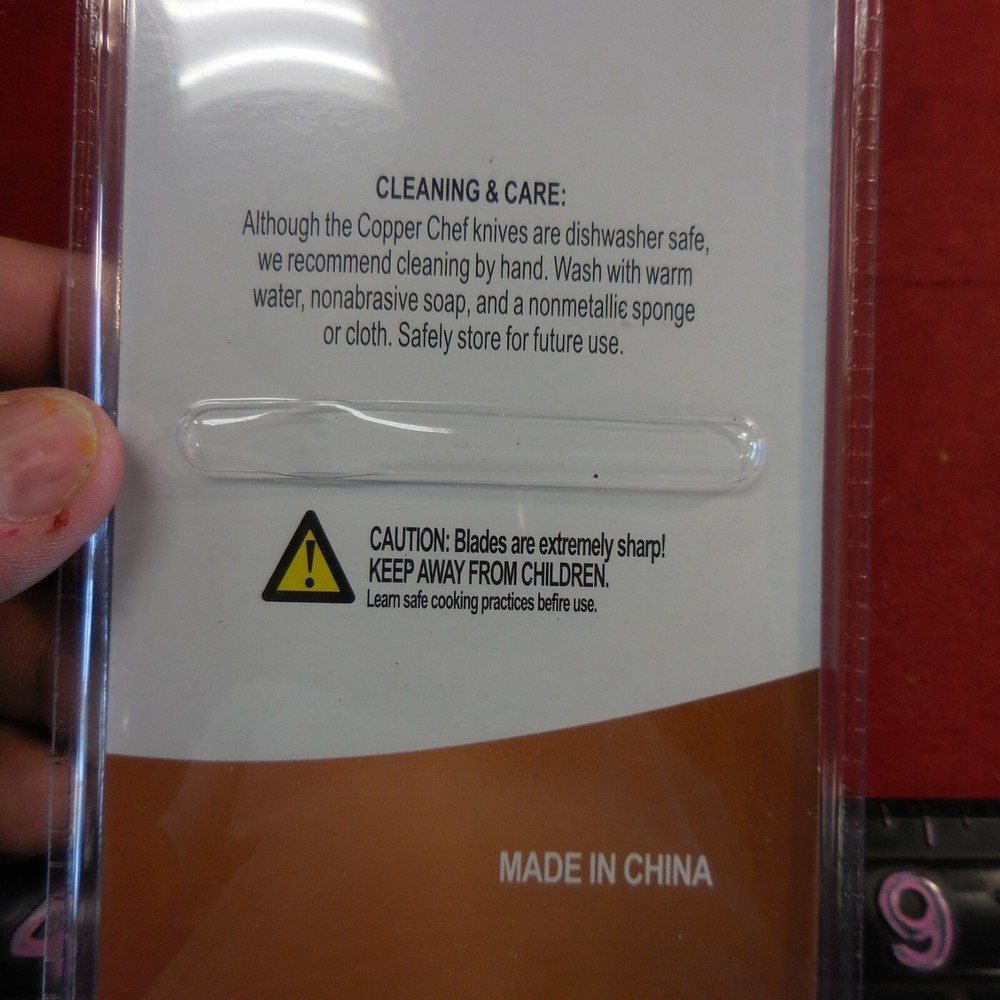 CLEANING & CARE:
Although the Copper Chef knives are dishwasher safe,
we recommend cleaning by hand. Wash with warm
water, nonabrasive soap, and a nonmetallic sponge
or cloth. Safely store for future use.
CAUTION: Blades are extremely sharp!
KEEP AWAY FROM CHILDREN.
Learn safe cooking practices befire use.
MADE IN CHINA
9